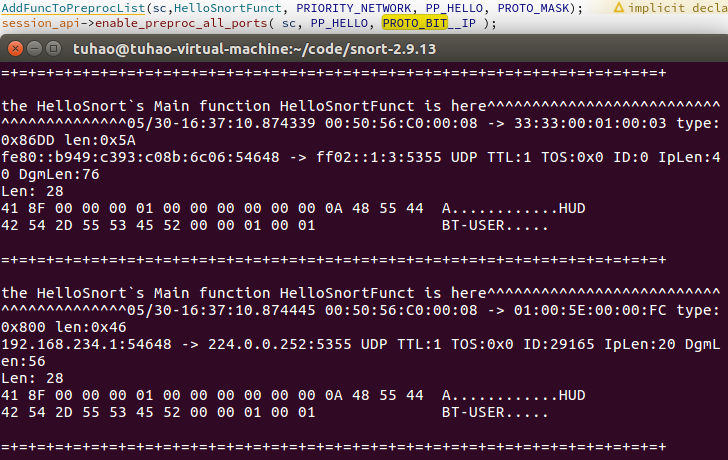 AddFuncToPreprocList(sc,HelloSnortFunct, PRIORITY_NETWORK, PP_HELLO, PROTO_MASK); implicit decla
session_api->enable_preproc_all_ports( sc, PP_HELLO, PROTO_BIT__IP );
tuhao@tuhao-virtual-machine:~/code/snort-2.9.13
=+=+=+=+=+=+=+=+=+=+=+=+=+=+=+=+=+=+=+=+=+=+=+=+=+=+=+=+=+=+=+=+=+=+=+=+=+
the HelloSnort`s Main function HelloSnortFunct is here^^^^^^^^^^^^^^^^^^^^^^^^^^^
^^^^^^^^^^^^^^05/30-16:37:10.874339 00:50:56:C0:00:08 -> 33:33:00:01:00:03 type:
0x86DD len:0x5A
fe80::b949:c393:c08b:6c06:54648 -> ff02::1:3:5355 UDP TTL:1 TOS:0x0 ID:0 IpLen:4
0 DgmLen:76
Len: 28
41 8F 00 00 00 01 00 00 00 00 00 00 0A 48 55 44  A............HUD
42 54 2D 55 53 45 52 00 00 01 00 01              BT-USER.....
=+=+=+=+=+=+=+=+=+=+=+=+=+=+=+=+=+=+=+=+=+=+=+=+=+=+=+=+=+=+=+=+=+=+=+=+=+
the HelloSnort`s Main function HelloSnortFunct is here^^^^^^^^^^^^^^^^^^^^^^^^^^^
^^^^^^^^^^^^^^05/30-16:37:10.874445 00:50:56:C0:00:08 -> 01:00:5E:00:00:FC type:
0x800 len:0x46
192.168.234.1:54648 -> 224.0.0.252:5355 UDP TTL:1 TOS:0x0 ID:29165 IpLen:20 DgmL
en:56
Len: 28
41 8F 00 00 00 01 00 00 00 00 00 00 0A 48 55 44  A............HUD
42 54 2D 55 53 45 52 00 00 01 00 01              BT-USER.....
=+=+=+=+=+=+=+=+=+=+=+=+=+=+=+=+=+=+=+=+=+=+=+=+=+=+=+=+=+=+=+=+=+=+=+=+=+